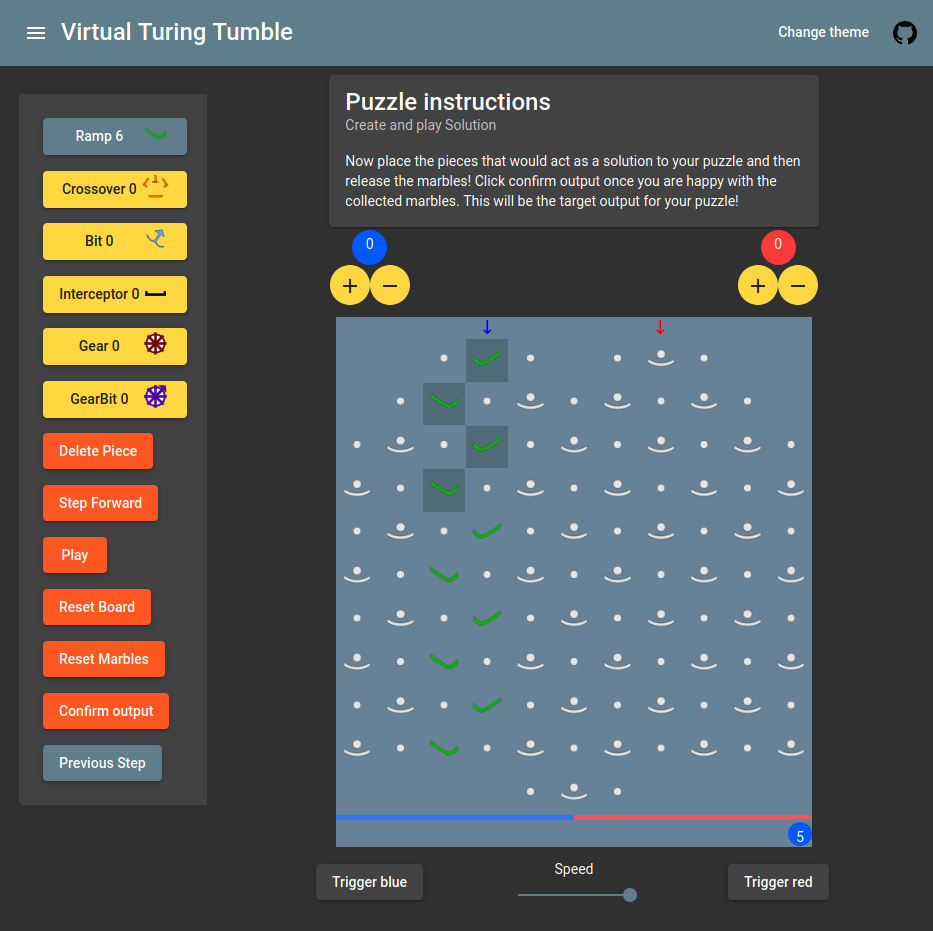 Virtual Turing Tumble
Change theme
Ramp 6
Crossover 0
Bit 0
Interceptor 0
Gear 0
GearBit 0
Delete Piece
Step Forward
Play
Reset Board
Reset Marbles
Confirm output
Previous Step
Puzzle instructions
Create and play Solution
Now place the pieces that would act as a solution to your puzzle and then
release the marbles! Click confirm output once you are happy with the
collected marbles. This will be the target output for your puzzle!
0
0
+ −
+ −
5
Trigger blue
Speed
Trigger red